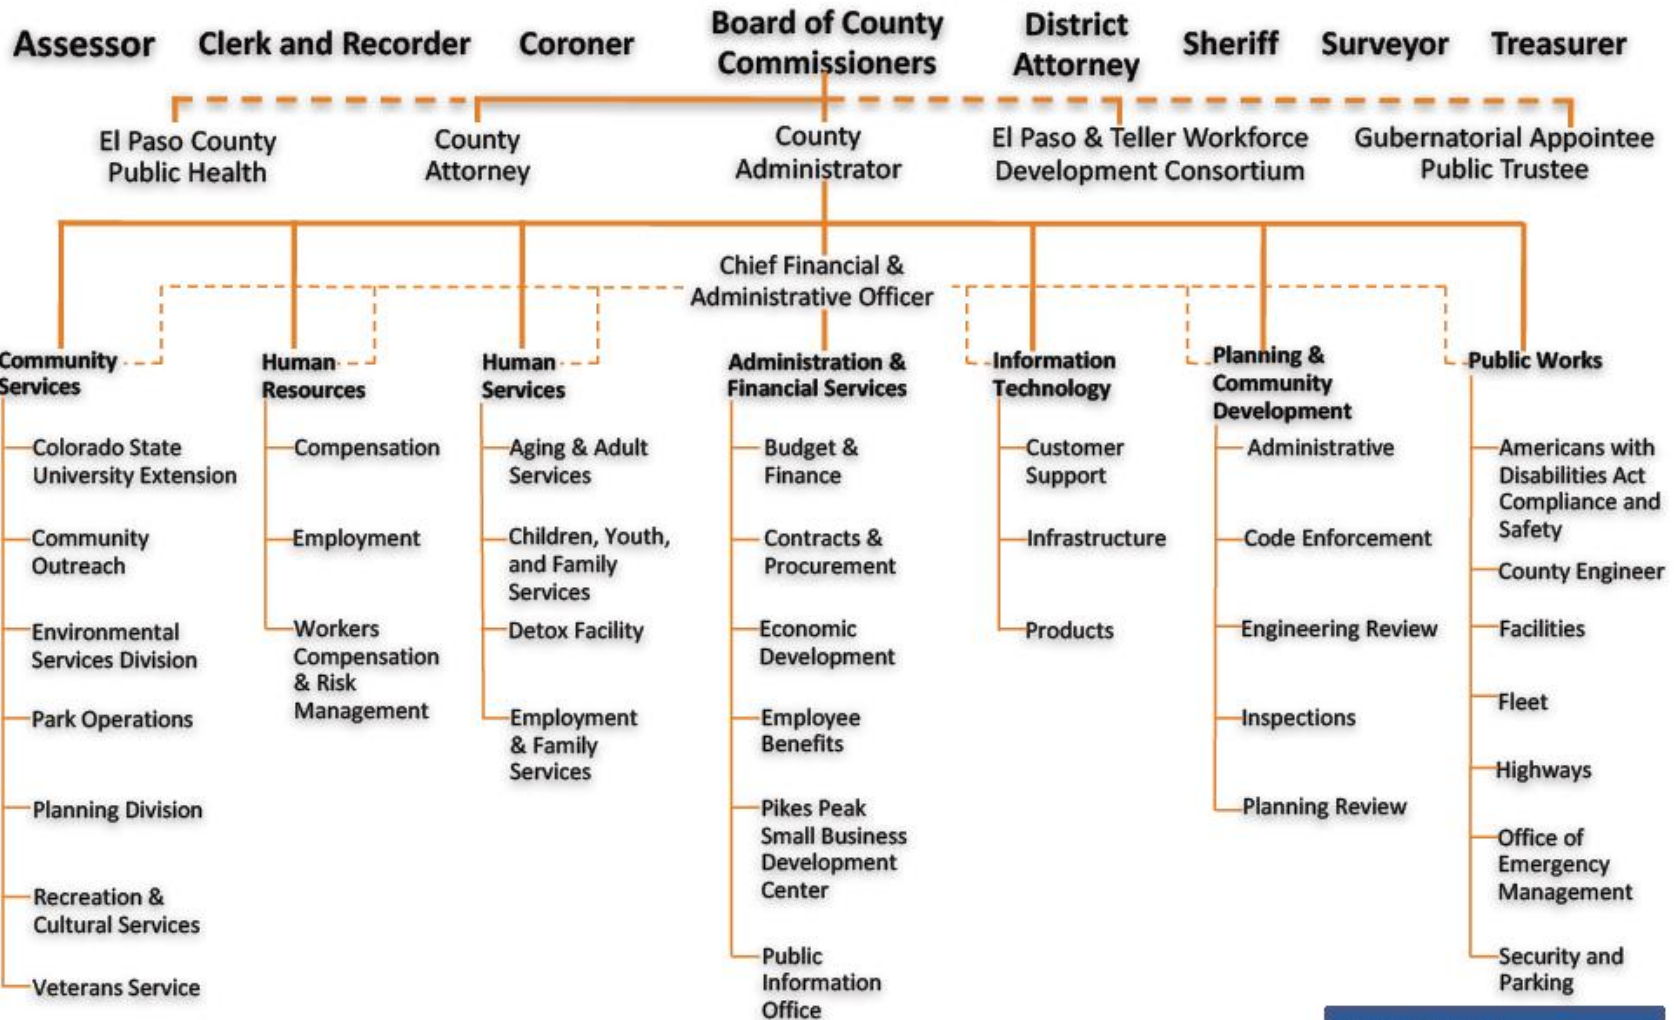 Assessor
Clerk and Recorder
Coroner
Board of County
Commissioners
District
Attorney
Sheriff
Surveyor
Treasurer
El Paso County
Public Health
County
Attorney
County
Administrator
El Paso & Teller Workforce
Development Consortium
Gubernatorial Appointee
Public Trustee
Chief Financial &
Administrative Officer
Community
Services
Colorado State
University Extension
Community
Outreach
Environmental
Services Division
Park Operations
Planning Division
Recreation &
Cultural Services
Veterans Service
Human
Resources
Compensation
Employment
Workers
Compensation
& Risk
Management
Human
Services
Aging & Adult
Services
Children, Youth,
and Family
Services
Detox Facility
Employment
& Family
Services
Administration &
Financial Services
Budget &
Finance
Contracts &
Procurement
Economic
Development
Employee
Benefits
Pikes Peak
Small Business
Development
Center
Public
Information
Office
Information
Technology
Customer
Support
Infrastructure
Products
Planning &
Community
Development
Administrative
Code Enforcement
Engineering Review
Inspections
Planning Review
Public Works
Americans with
Disabilities Act
Compliance and
Safety
County Engineer
Facilities
Fleet
Highways
Office of
Emergency
Management
Security and
Parking